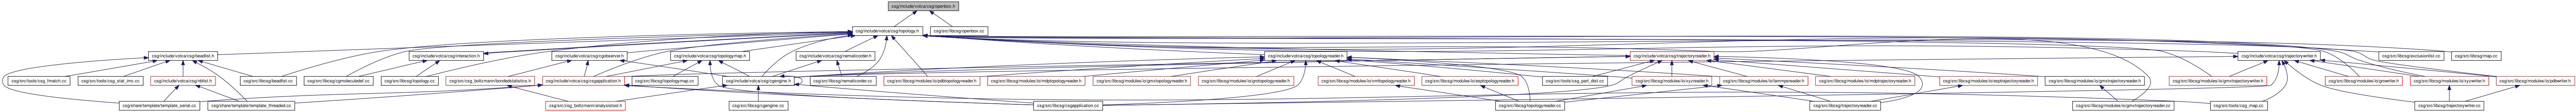 csg/include/votca/csg/openbox.h
csg/include/votca/csg/topology.h
csg/src/libcsg/openbox.cc
csg/include/votca/csg/beadlist.h
csg/include/votca/csg/interaction.h
csg/include/votca/csg/cgobserver.h
csg/include/votca/csg/topologymap.h
csg/include/votca/csg/nematicorder.h
csg/include/votca/csg/topologyreader.h
csg/include/votca/csg/trajectoryreader.h
csg/include/votca/csg/trajectorywriter.h
csg/src/libcsg/exclusionlist.cc
csg/src/libcsg/map.cc
csg/src/tools/csg_fmatch.cc
csg/src/tools/csg_stat_imc.cc
csg/include/votca/csg/nblist.h
csg/src/libcsg/beadlist.cc
csg/src/libcsg/cgmoleculedef.cc
csg/src/libcsg/topology.cc
csg/src/csg_boltzmann/bondedstatistics.h
csg/include/votca/csg/csgapplication.h
csg/src/libcsg/topologymap.cc
csg/include/votca/csg/cgengine.h
csg/src/libcsg/nematicorder.cc
csg/src/libcsg/modules/io/pdbtopologyreader.h
csg/src/libcsg/modules/io/mdptopologyreader.h
csg/src/libcsg/modules/io/gmxtopologyreader.h
csg/src/libcsg/modules/io/grotopologyreader.h
csg/src/libcsg/modules/io/xmltopologyreader.h
csg/src/libcsg/modules/io/esptopologyreader.h
csg/src/tools/csg_part_dist.cc
csg/src/libcsg/modules/io/xyzreader.h
csg/src/libcsg/modules/io/lammpsreader.h
csg/src/libcsg/modules/io/mdptrajectoryreader.h
csg/src/libcsg/modules/io/esptrajectoryreader.h
csg/src/libcsg/modules/io/gmxtrajectoryreader.h
csg/src/libcsg/modules/io/gmxtrajectorywriter.h
csg/src/libcsg/modules/io/growriter.h
csg/src/libcsg/modules/io/xyzwriter.h
csg/src/libcsg/modules/io/pdbwriter.h
csg/share/template/template_serial.cc
csg/share/template/template_threaded.cc
csg/src/csg_boltzmann/analysistool.h
csg/src/libcsg/cgengine.cc
csg/src/libcsg/csgapplication.cc
csg/src/libcsg/topologyreader.cc
csg/src/libcsg/trajectoryreader.cc
csg/src/libcsg/modules/io/gmxtrajectoryreader.cc
csg/src/tools/csg_map.cc
csg/src/libcsg/trajectorywriter.cc